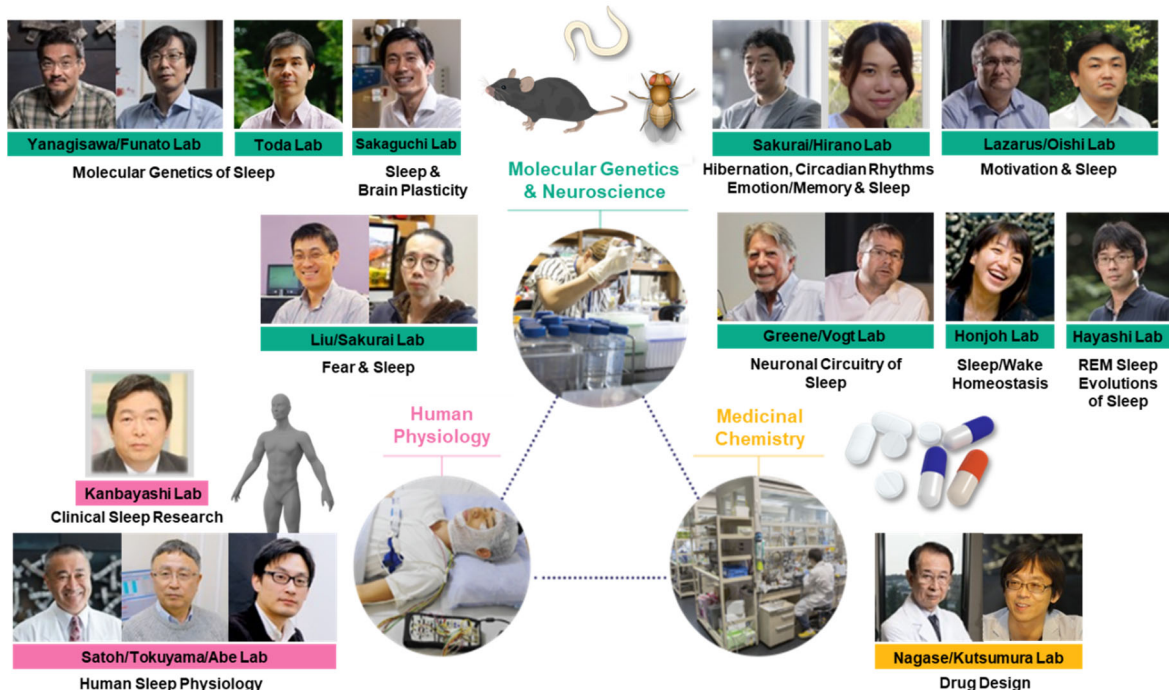 Yanagisawa/Funato Lab
Toda Lab
Molecular Genetics of Sleep
Sakaguchi Lab
Sleep &
Brain Plasticity
Molecular Genetics
& Neuroscience
Sakurai/Hirano Lab
Hibernation, Circadian Rhythms
Emotion/Memory & Sleep
Lazarus/Oishi Lab
Motivation & Sleep
Liu/Sakurai Lab
Fear & Sleep
Greene/Vogt Lab
Neuronal Circuitry of
Sleep
Honjoh Lab
Sleep/Wake
Homeostasis
Hayashi Lab
REM Sleep
Evolutions
of Sleep
Human
Physiology
Medicinal
Chemistry
Kanbayashi Lab
Clinical Sleep Research
Satoh/Tokuyama/Abe Lab
Human Sleep Physiology
Nagase/Kutsumura Lab
Drug Design